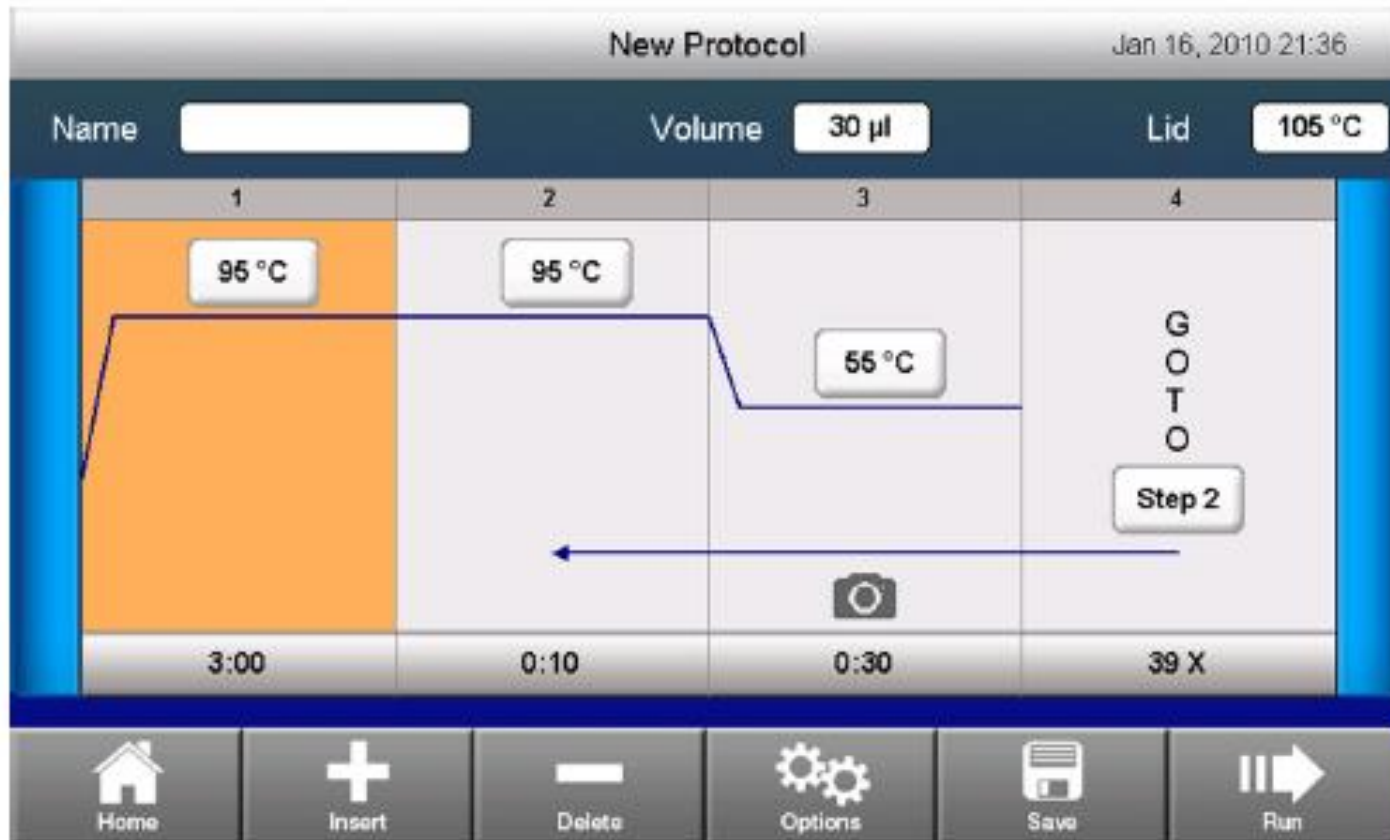 New Protocol Jan 16, 2010 21:36
Name Volume 30 µl Lid 105 °C
1 2 3 4
95 °C 95 °C
55 °C
G
O
T
O
Step 2
3:00 0:10 0:30 39 X
Home Insert Delete Options Save Run